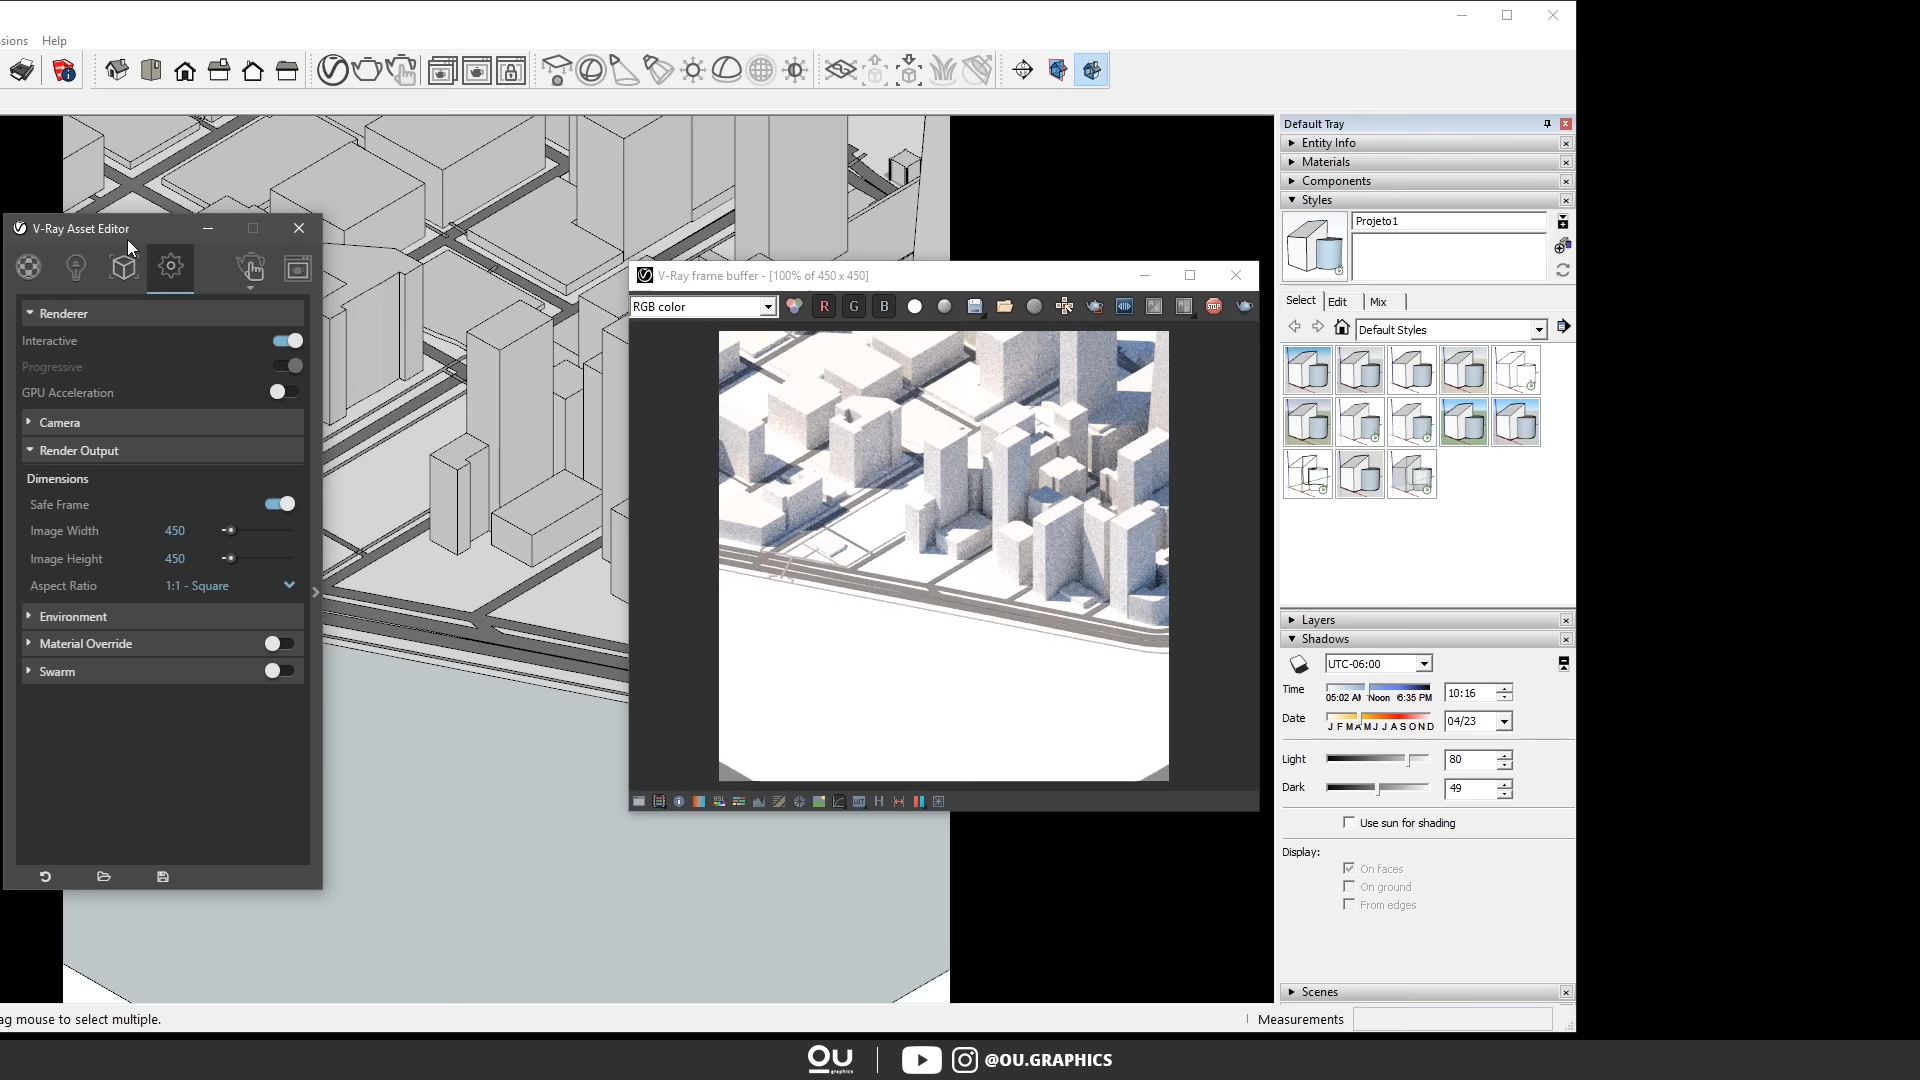 sions Help
Default Tray
Entity Info
Materials
Components
Styles
Projeto1
Select Edit Mix
Default Styles
V-Ray Asset Editor
Renderer
Interactive
Progressive
GPU Acceleration
Camera
Render Output
Dimensions
Safe Frame
Image Width 450
Image Height 450
Aspect Ratio 1:1 - Square
Environment
Material Override
Swarm
V-Ray frame buffer - [100% of 450 x 450]
RGB color R G B STOP
HSL LUT H
Layers
Shadows
UTC-06:00
Time 05:02 AM Noon 6:35 PM 10:16
Date J F M A M J J A S O N D 04/23
Light 80
Dark 49
Use sun for shading
Display:
On faces
On ground
From edges
Scenes
ag mouse to select multiple.
Measurements
OU graphics @OU.GRAPHICS